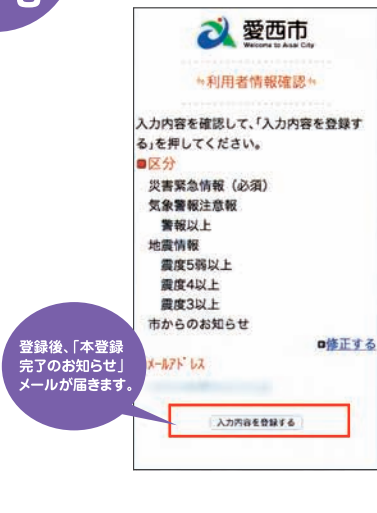 愛西市
Welcome to Aisai City
利用者情報確認
入力内容を確認して、「入力内容を登録す
る」を押してください。
区分
災害緊急情報（必須）
気象警報注意報
警報以上
地震情報
震度5弱以上
震度4以上
震度3以上
市からのお知らせ
修正する
メールアドレス
入力内容を登録する
登録後、「本登録
完了のお知らせ」
メールが届きます。